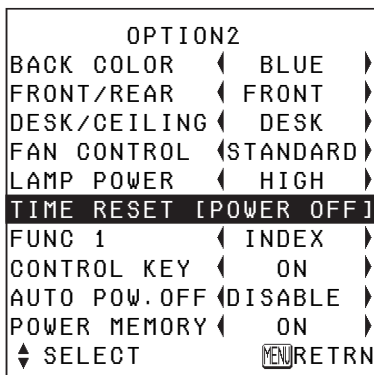 OPTION2
BACK COLOR BLUE
FRONT/REAR FRONT
DESK/CEILING DESK
FAN CONTROL STANDARD
LAMP POWER HIGH
TIME RESET [POWER OFF]
FUNC 1 INDEX
CONTROL KEY ON
AUTO POW.OFF DISABLE
POWER MEMORY ON
SELECT MENU RETRN